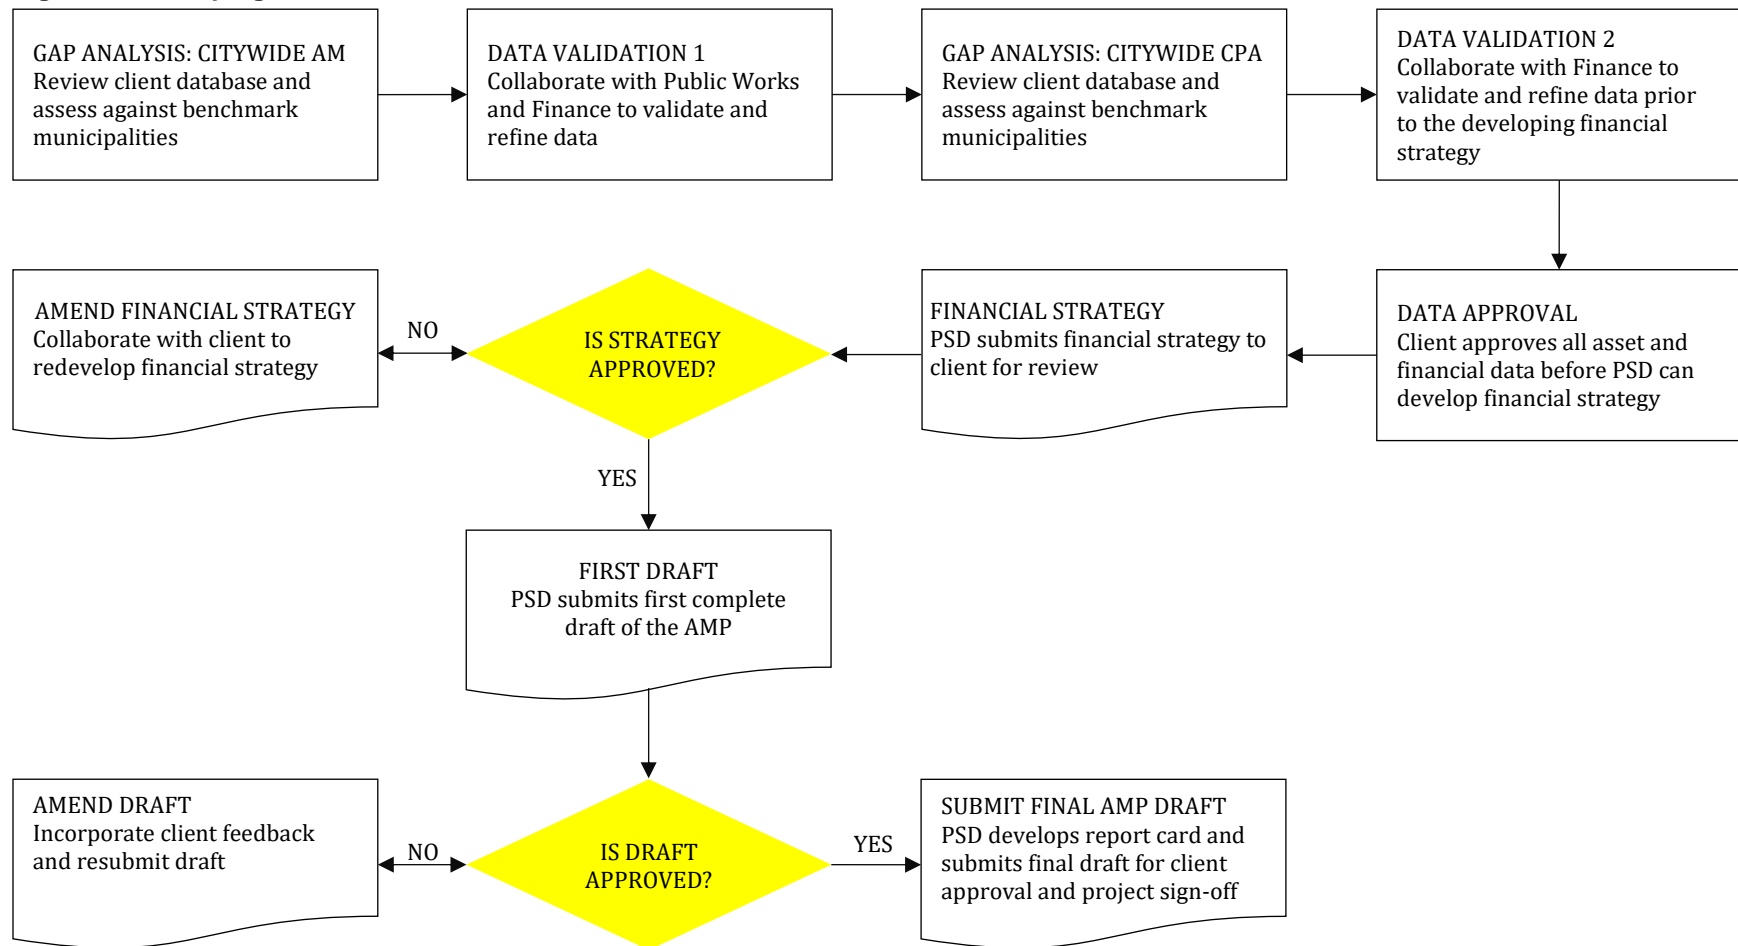 GAP ANALYSIS: CITYWIDE AM
Review client database and
assess against benchmark
municipalities
DATA VALIDATION 1
Collaborate with Public Works
and Finance to validate and
refine data
GAP ANALYSIS: CITYWIDE CPA
Review client database and
assess against benchmark
municipalities
DATA VALIDATION 2
Collaborate with Finance to
validate and refine data prior
to the developing financial
strategy
AMEND FINANCIAL STRATEGY
Collaborate with client to
redevelop financial strategy
NO
IS STRATEGY
APPROVED?
FINANCIAL STRATEGY
PSD submits financial strategy to
client for review
DATA APPROVAL
Client approves all asset and
financial data before PSD can
develop financial strategy
YES
FIRST DRAFT
PSD submits first complete
draft of the AMP
AMEND DRAFT
Incorporate client feedback
and resubmit draft
NO
IS DRAFT
APPROVED?
YES
SUBMIT FINAL AMP DRAFT
PSD develops report card and
submits final draft for client
approval and project sign-off